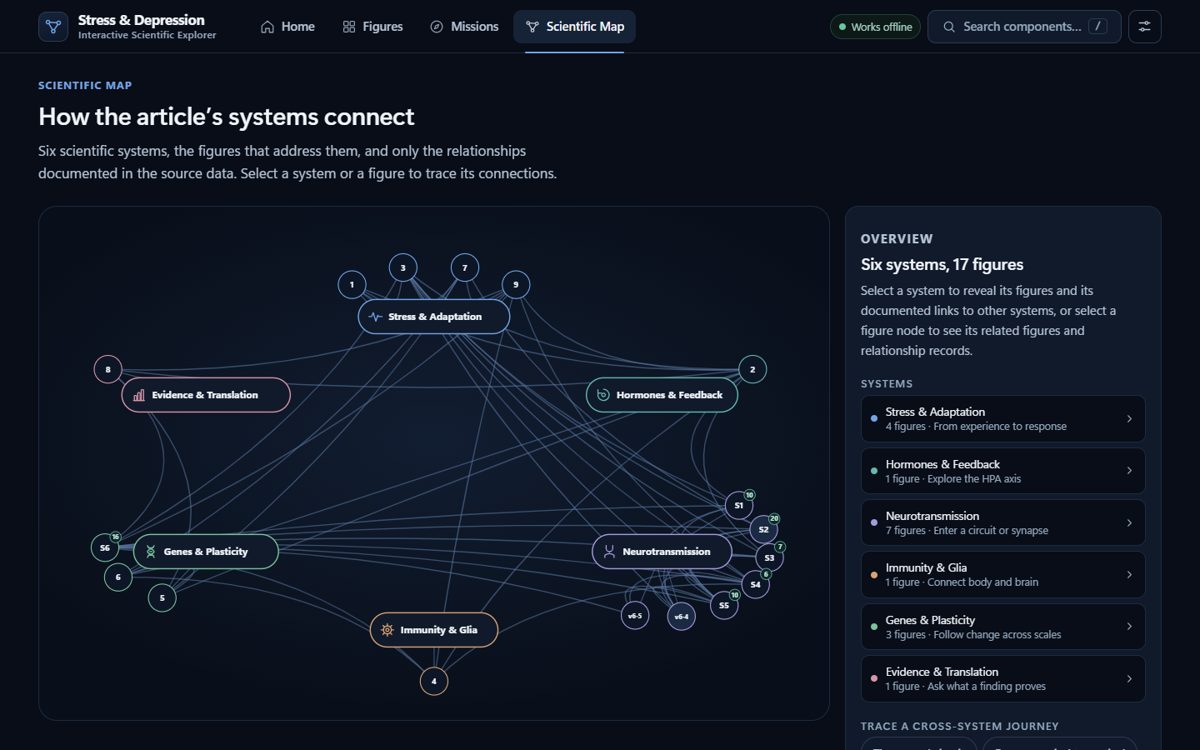 Stress & Depression
Interactive Scientific Explorer
Home
Figures
Missions
Scientific Map
Works offline
Search components...
/
SCIENTIFIC MAP
How the article's systems connect
Six scientific systems, the figures that address them, and only the relationships
documented in the source data. Select a system or a figure to trace its connections.
1
3
7
9
Stress & Adaptation
8
Evidence & Translation
2
Hormones & Feedback
S1
10
S2
20
S3
7
S4
6
S5
10
v6-4
v6-5
Neurotransmission
S6
16
6
5
Genes & Plasticity
Immunity & Glia
4
OVERVIEW
Six systems, 17 figures
Select a system to reveal its figures and its
documented links to other systems, or select a
figure node to see its related figures and
relationship records.
SYSTEMS
Stress & Adaptation
4 figures · From experience to response
Hormones & Feedback
1 figure · Explore the HPA axis
Neurotransmission
7 figures · Enter a circuit or synapse
Immunity & Glia
1 figure · Connect body and brain
Genes & Plasticity
3 figures · Follow change across scales
Evidence & Translation
1 figure · Ask what a finding proves
TRACE A CROSS-SYSTEM JOURNEY